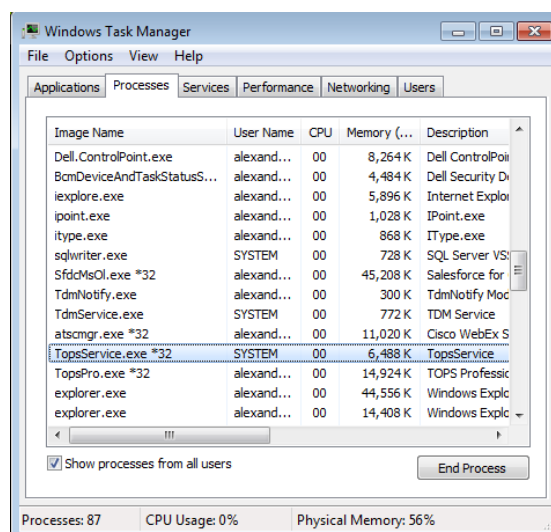 Windows Task Manager
File Options View Help
Applications Processes Services Performance Networking Users
Image Name User Name CPU Memory (... Description
Dell.ControlPoint.exe alexand... 00 8,264 K Dell ControlPoi
BcmDeviceAndTaskStatusS... alexand... 00 4,484 K Dell Security D
iexplore.exe alexand... 00 5,896 K Internet Explor
ipoint.exe alexand... 00 1,028 K IPoint.exe
itype.exe alexand... 00 868 K IType.exe
sqlwriter.exe SYSTEM 00 728 K SQL Server VS
SfdcMsOl.exe *32 alexand... 00 45,208 K Salesforce for
TdmNotify.exe alexand... 00 300 K TdmNotify Moc
TdmService.exe SYSTEM 00 772 K TDM Service
atscmgr.exe *32 alexand... 00 11,020 K Cisco WebEx S
TopsService.exe *32 SYSTEM 00 6,488 K TopsService
TopsPro.exe *32 alexand... 00 14,924 K TOPS Professic
explorer.exe alexand... 00 44,556 K Windows Explc
explorer.exe alexand... 00 14,408 K Windows Explc
Show processes from all users
End Process
Processes: 87 CPU Usage: 0% Physical Memory: 56%